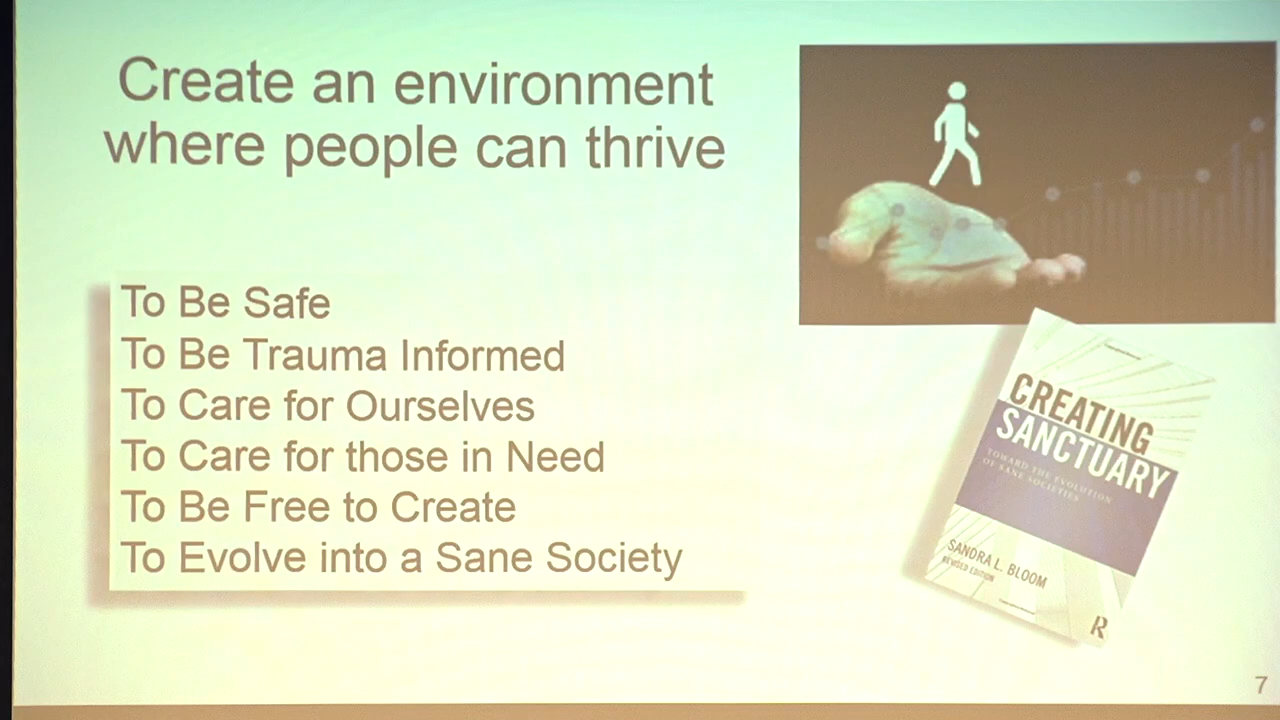 Create an environment
where people can thrive
To Be Safe
To Be Trauma Informed
To Care for Ourselves
To Care for those in Need
To Be Free to Create
To Evolve into a Sane Society
CREATING
SANCTUARY
TOWARD THE EVOLUTION
OF SANE SOCIETIES
SANDRA L. BLOOM
REVISED EDITION
R
7